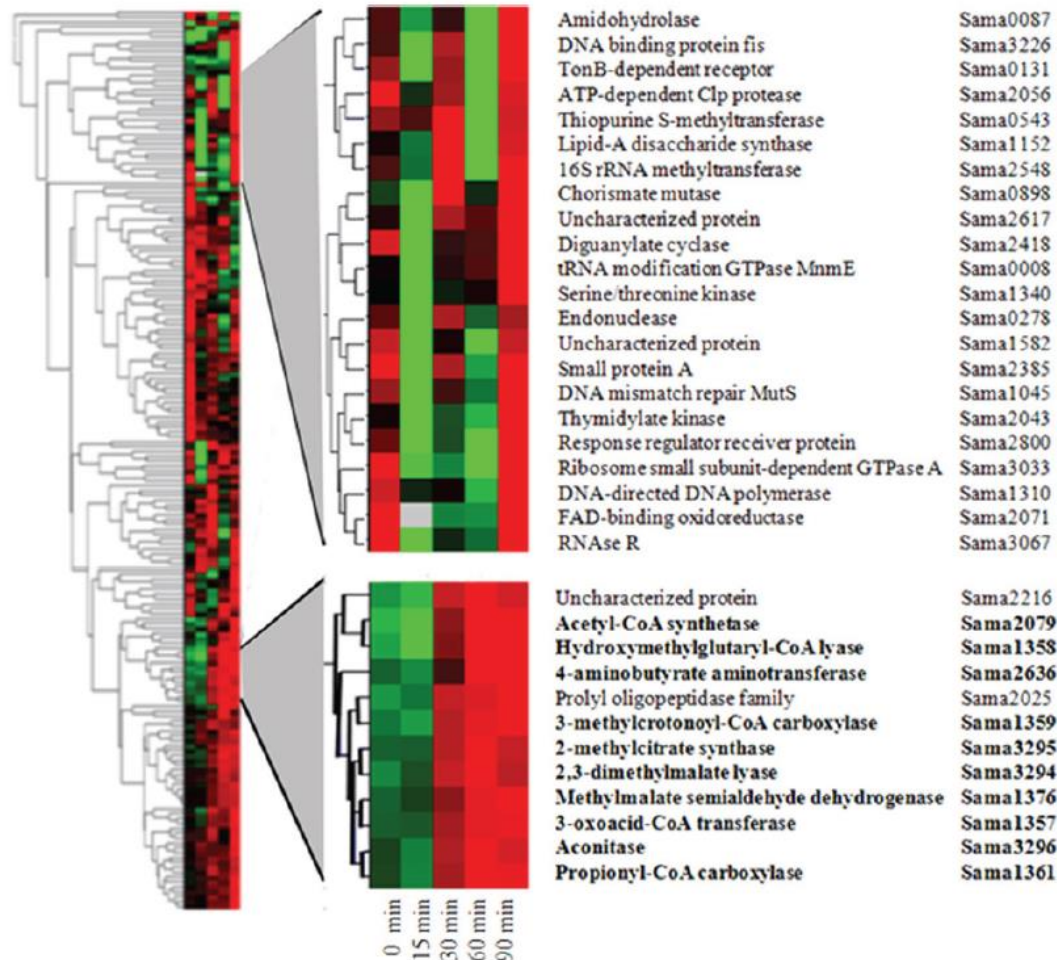 Amidohydrolase Sama0087
DNA binding protein fis Sama3226
TonB-dependent receptor Sama0131
ATP-dependent Clp protease Sama2056
Thiopurine S-methyltransferase Sama0543
Lipid-A disaccharide synthase Sama1152
16S rRNA methyltransferase Sama2548
Chorismate mutase Sama0898
Uncharacterized protein Sama2617
Diguanylate cyclase Sama2418
tRNA modification GTPase MnmE Sama0008
Serine/threonine kinase Sama1340
Endonuclease Sama0278
Uncharacterized protein Sama1582
Small protein A Sama2385
DNA mismatch repair MutS Sama1045
Thymidylate kinase Sama2043
Response regulator receiver protein Sama2800
Ribosome small subunit-dependent GTPase A Sama3033
DNA-directed DNA polymerase Sama1310
FAD-binding oxidoreductase Sama2071
RNAse R Sama3067
Uncharacterized protein Sama2216
Acetyl-CoA synthetase Sama2079
Hydroxymethylglutaryl-CoA lyase Sama1358
4-aminobutyrate aminotransferase Sama2636
Prolyl oligopeptidase family Sama2025
3-methylcrotonoyl-CoA carboxylase Sama1359
2-methylcitrate synthase Sama3295
2,3-dimethylmalate lyase Sama3294
Methylmalate semialdehyde dehydrogenase Sama1376
3-oxoacid-CoA transferase Sama1357
Aconitase Sama3296
Propionyl-CoA carboxylase Sama1361
0 min
15 min
30 min
60 min
90 min